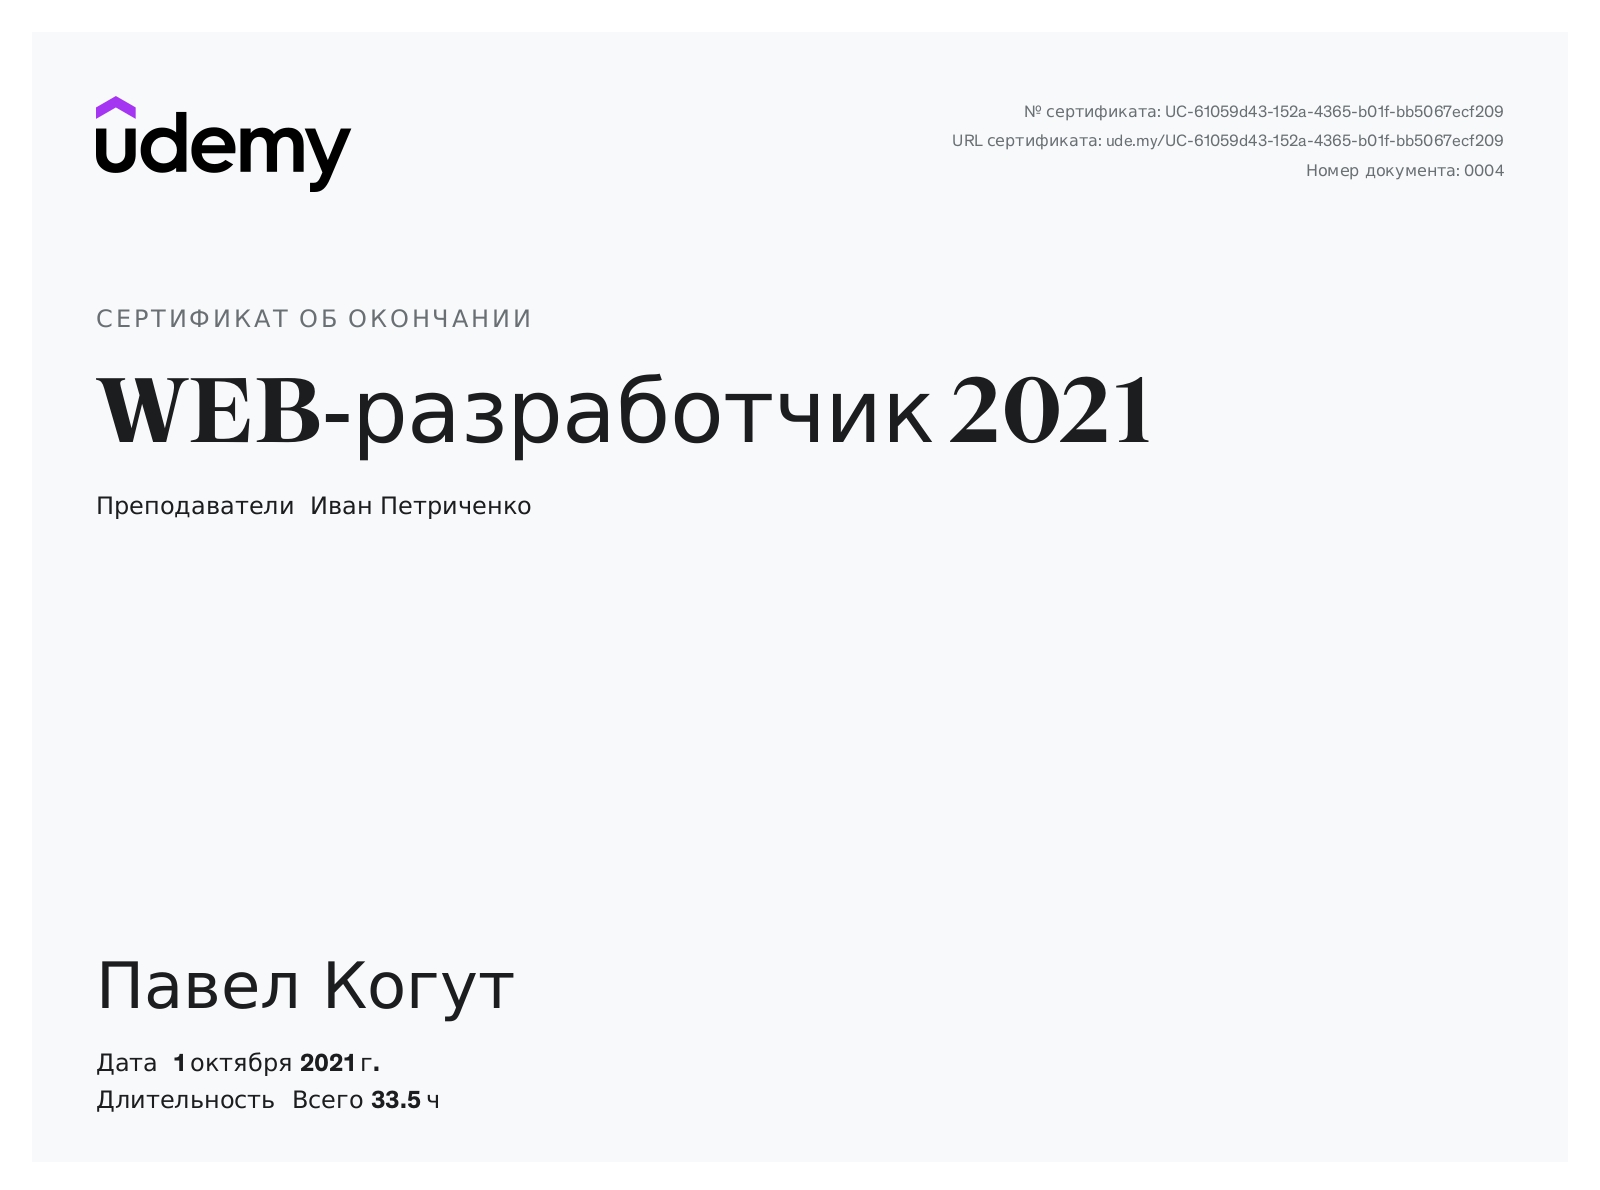 udemy
№ сертификата: UC-61059d43-152a-4365-b01f-bb5067ecf209
URL сертификата: ude.my/UC-61059d43-152a-4365-b01f-bb5067ecf209
Номер документа: 0004
СЕРТИФИКАТ ОБ ОКОНЧАНИИ
WEB-разработчик 2021
Преподаватели Иван Петриченко
Павел Когут
Дата 1 октября 2021 г.
Длительность Всего 33.5 ч